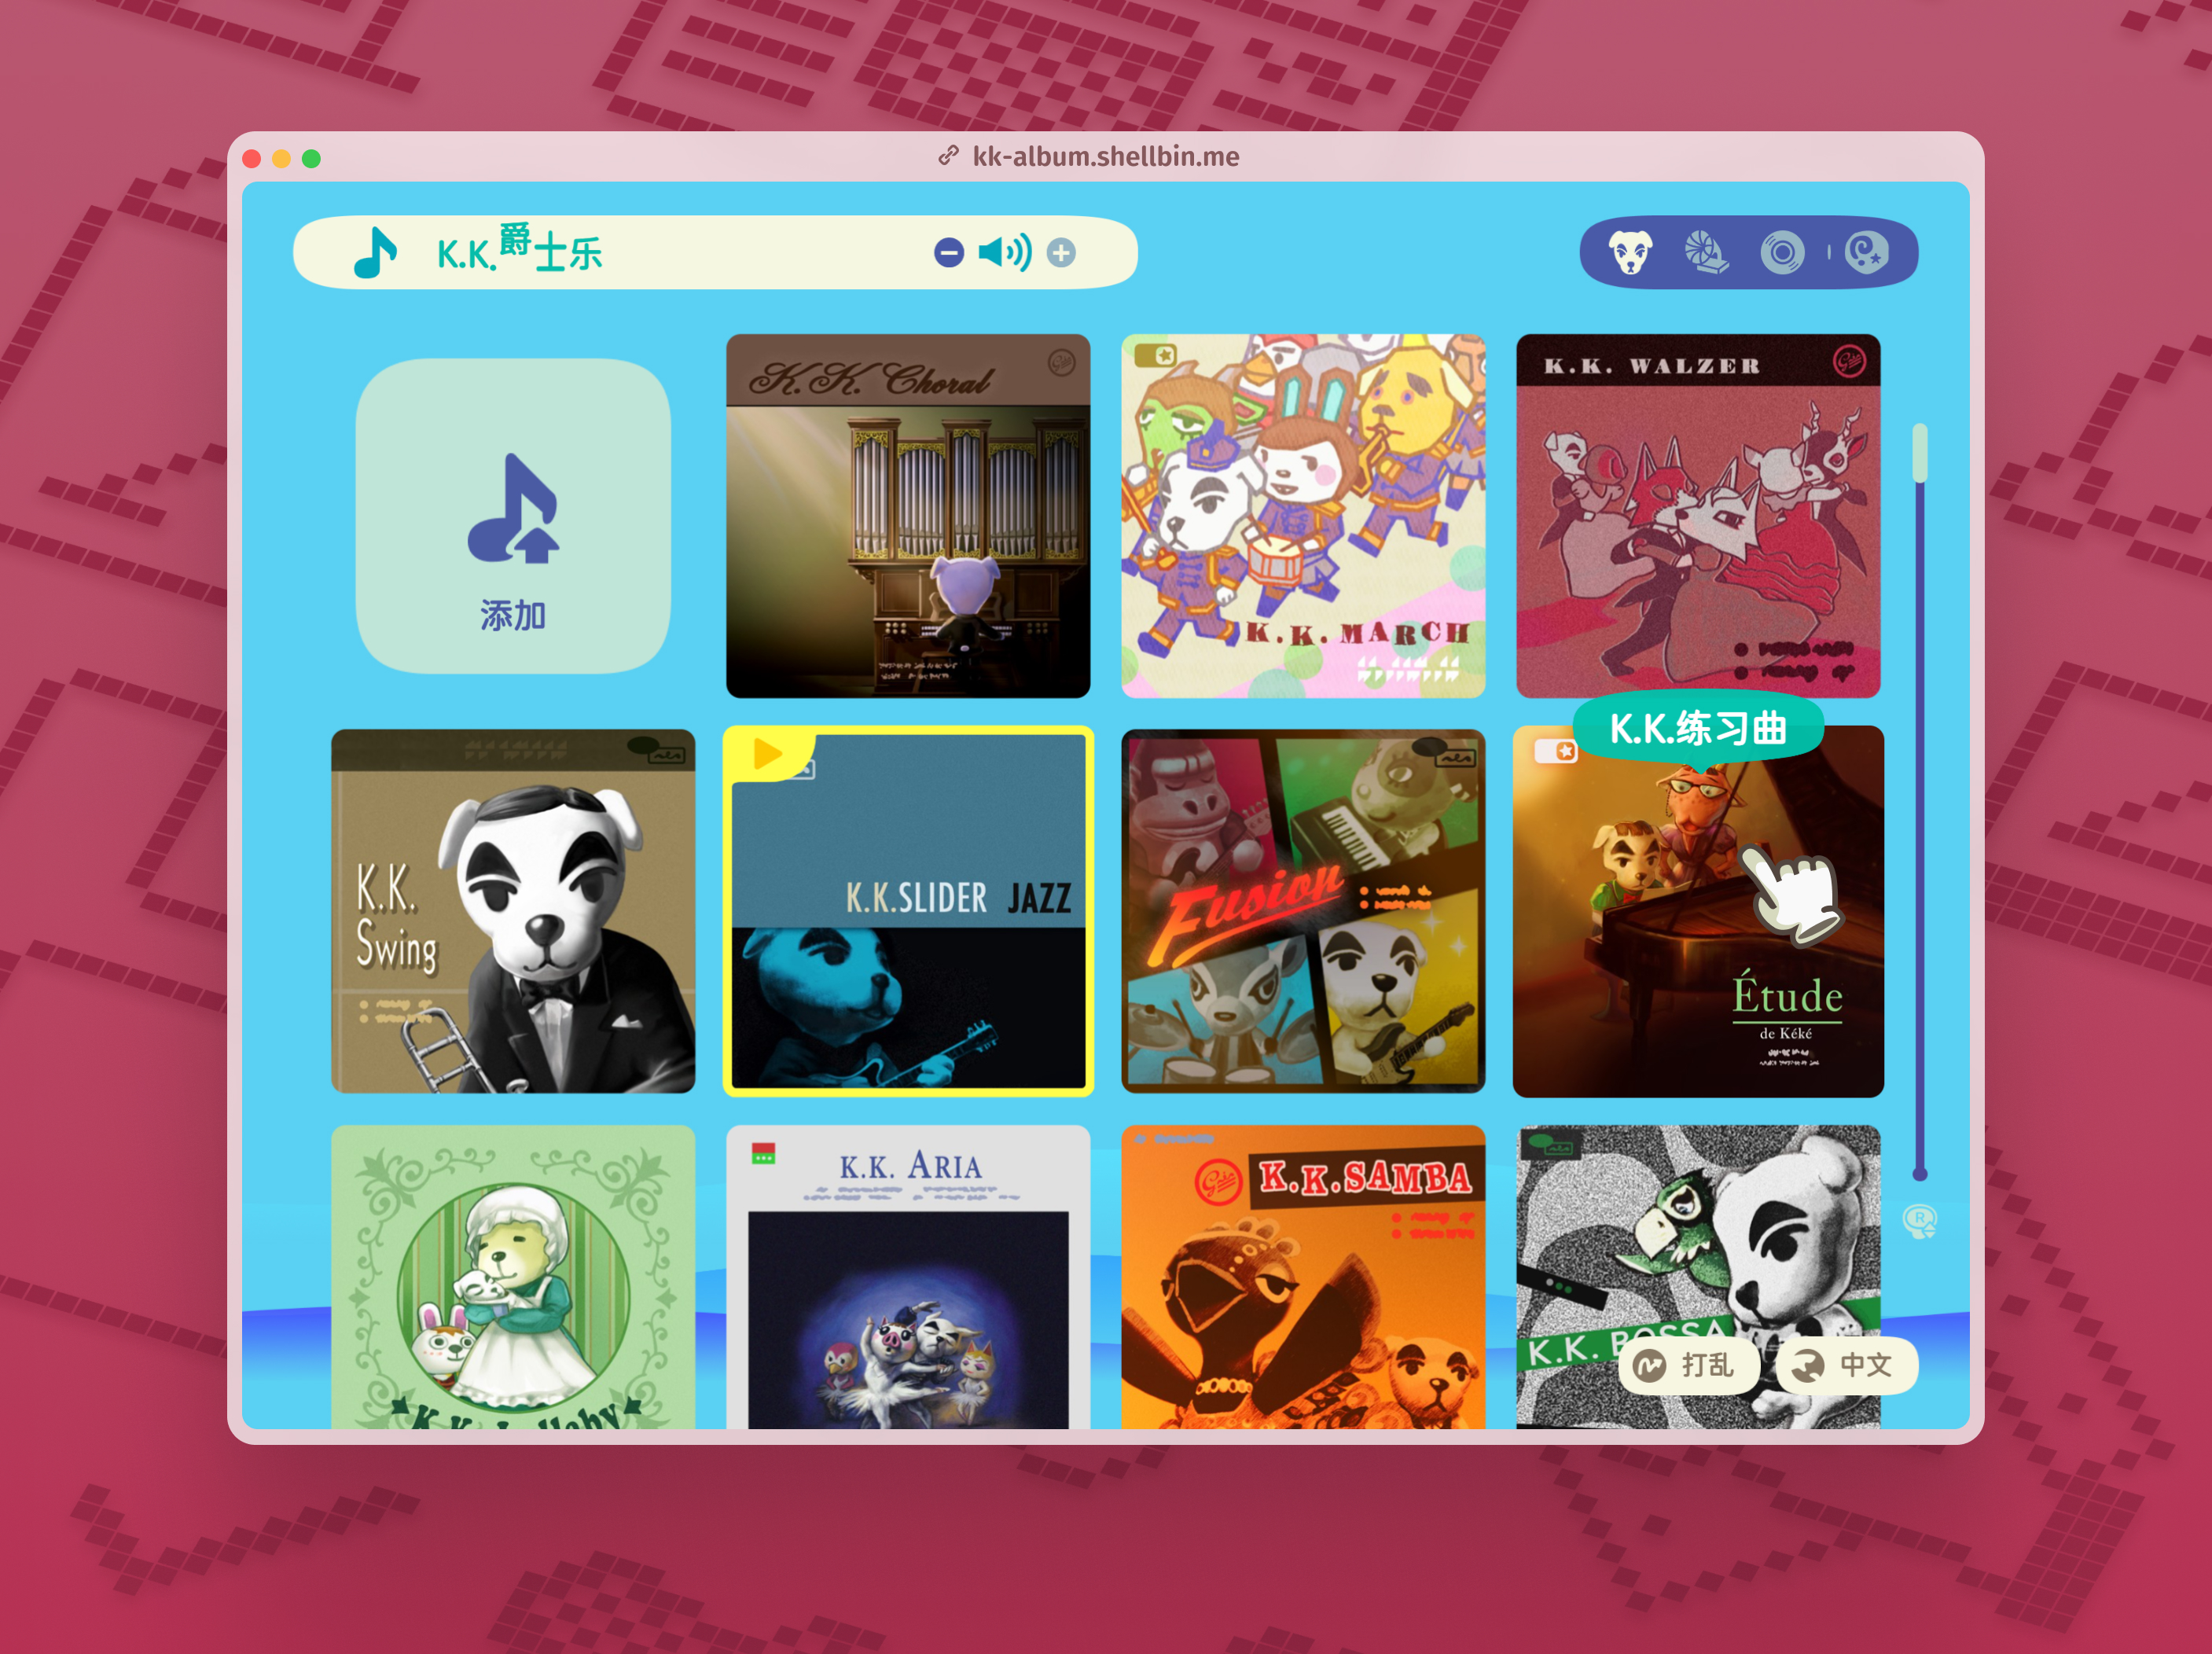 kk-album.shellbin.me
K.K.爵士乐
添加
K.K. Choral
K.K. MARCH
K.K. WALZER
K.K.
Swing
K.K.SLIDER JAZZ
Fusion
K.K.练习曲
Étude
de Kéké
K.K. Lullaby
K.K. ARIA
K.K.SAMBA
K.K. BOSSA
R
打乱
中文